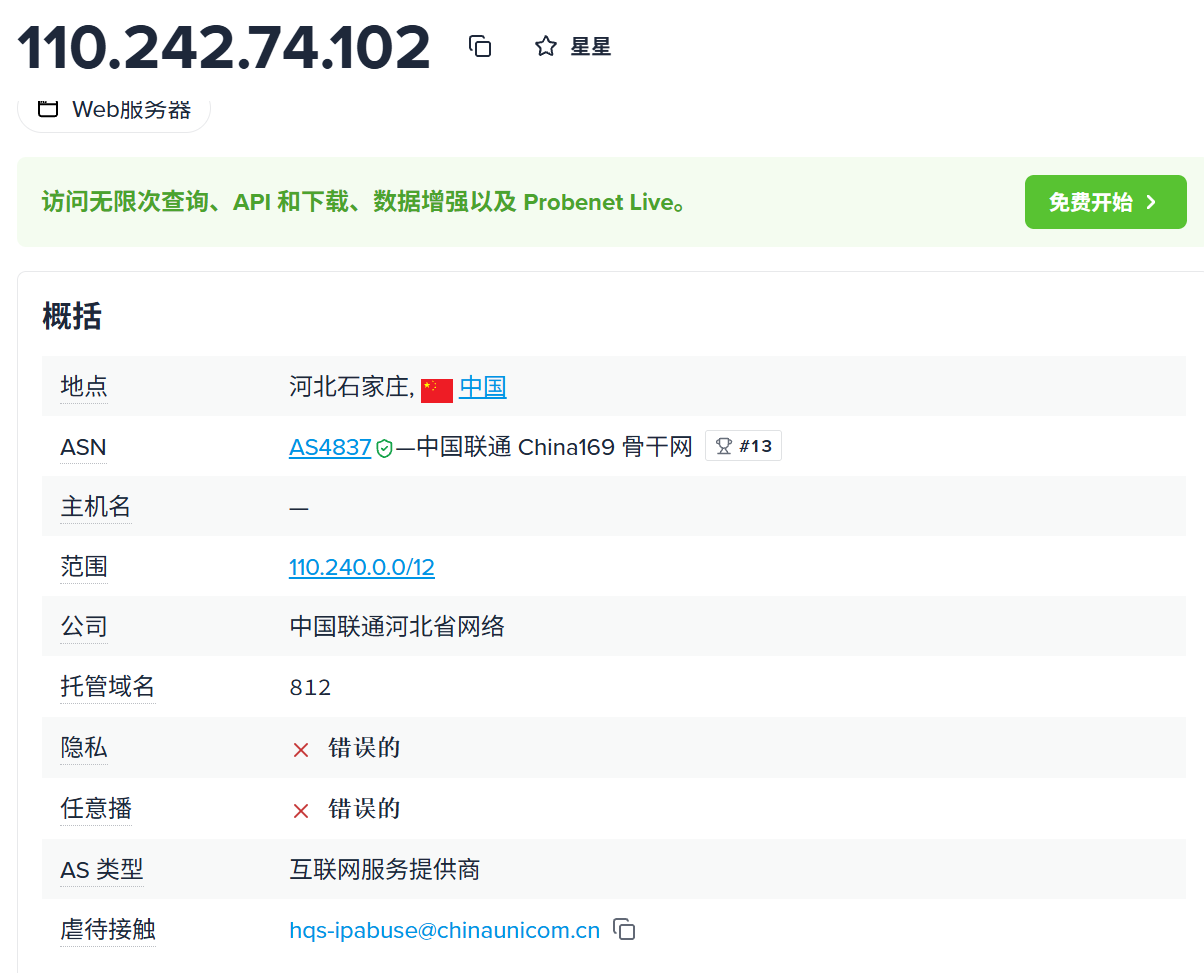 110.242.74.102 星星
Web服务器
访问无限次查询、API 和下载、数据增强以及 Probenet Live。 免费开始
概括
地点 河北石家庄, 中国
ASN AS4837—中国联通 China169 骨干网 #13
主机名 —
范围 110.240.0.0/12
公司 中国联通河北省网络
托管域名 812
隐私 错误的
任意播 错误的
AS 类型 互联网服务提供商
虐待接触 hqs-ipabuse@chinaunicom.cn